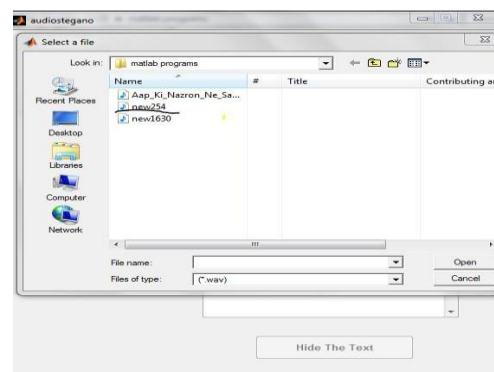 audiostegano
Select a file
Look in: matlab programs
Name # Title Contributing a
Recent Places
Desktop
Libraries
Computer
Network
Aap_Ki_Nazron_Ne_Sa...
new254
new1630
File name:
Open
Files of type: (*.wav)
Cancel
Hide The Text